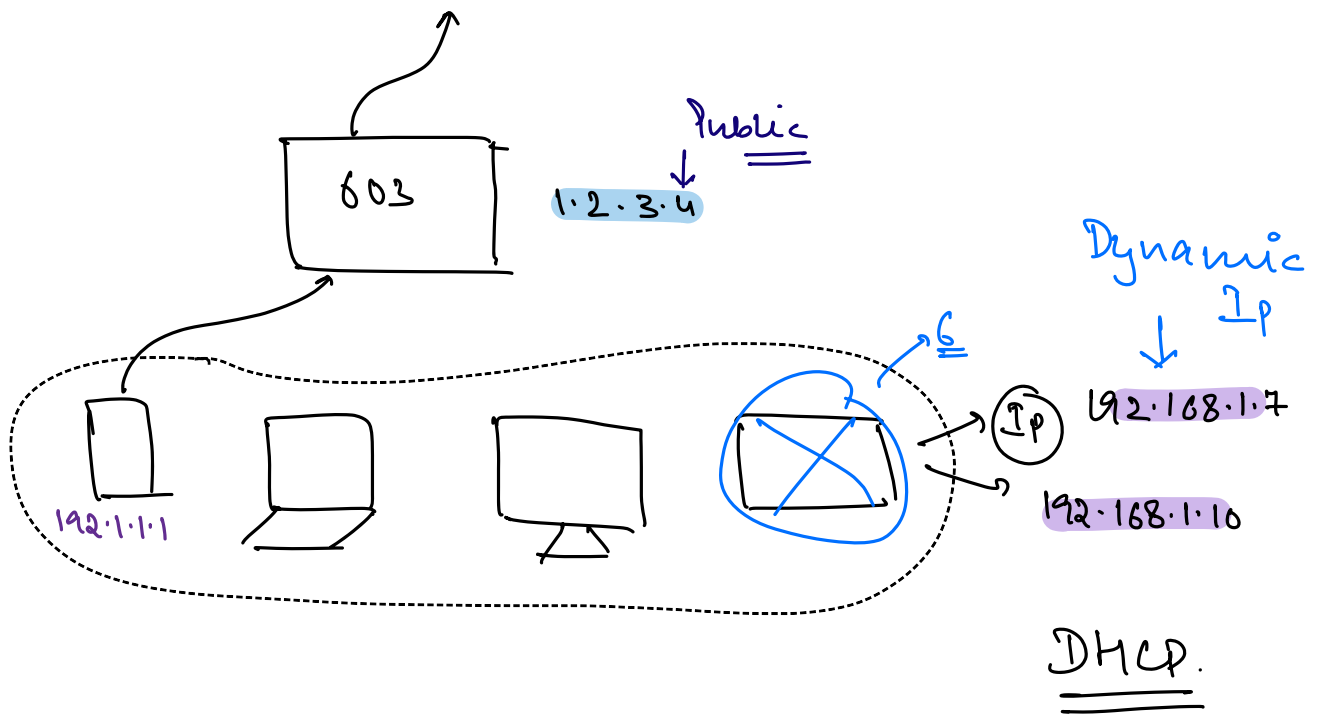 Public
603
1.2.3.4
Dynamic
Ip
6
Ip
192.168.1.7
192.168.1.10
192.1.1.1
DHCP.